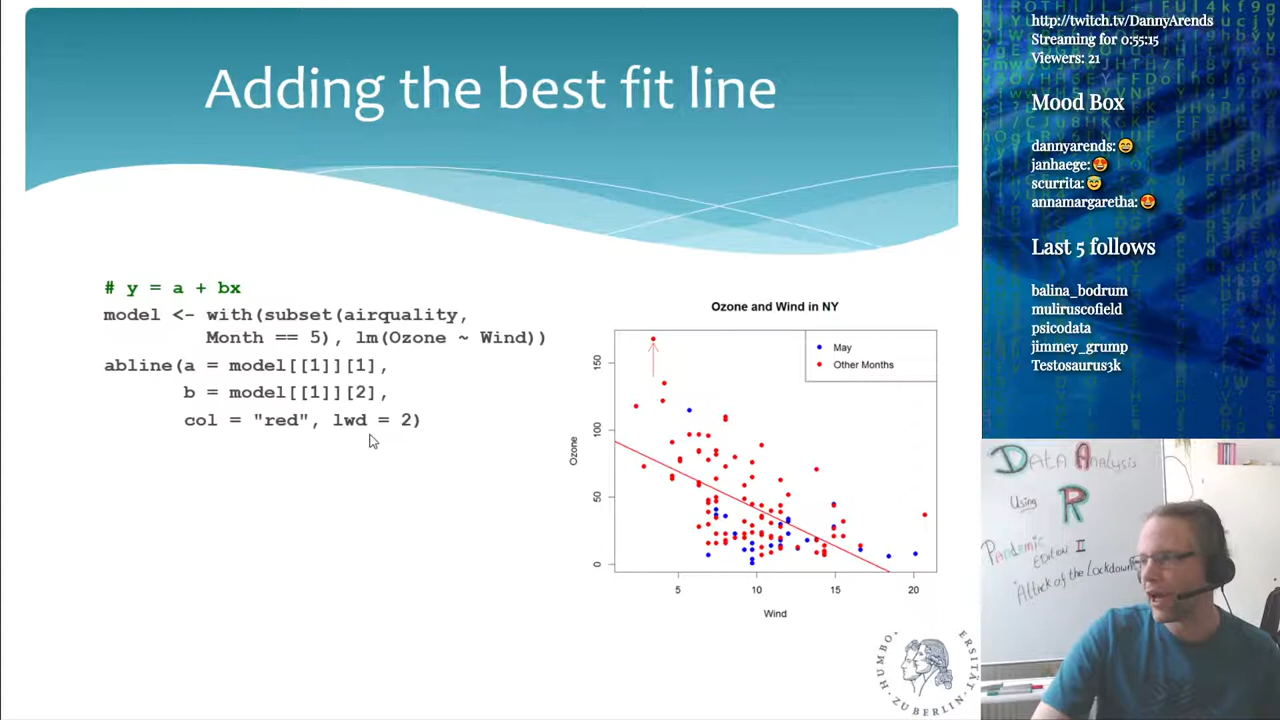 Adding the best fit line
# y = a + bx
model <- with(subset(airquality,
Month == 5), lm(Ozone ~ Wind))
abline(a = model[[1]][1],
b = model[[1]][2],
col = "red", lwd = 2)
Ozone and Wind in NY
May
Other Months
Ozone
0
50
100
150
5
10
15
20
Wind
HUMBO
ERSITÄT
ZU BERLIN
http://twitch.tv/DannyArends
Streaming for 0:55:15
Viewers: 21
Mood Box
dannyarends: 😄
janhaege: 😍
scurrita: 😇
annamargaretha: 😍
Last 5 follows
balina_bodrum
muliruscofield
psicodata
jimmey_grump
Testosaurus3k
Data Analysis
Using
R
Pandemic
Edition II
"Attack of the Lockdown